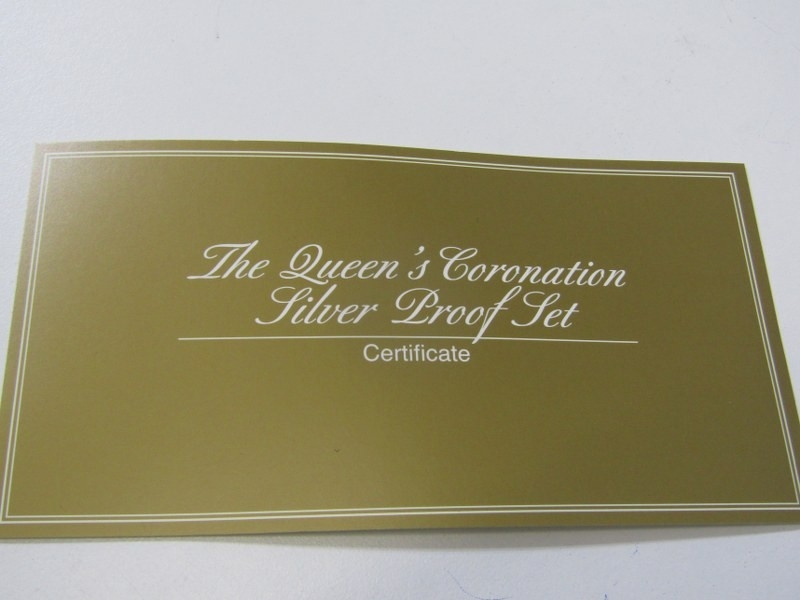 The Queen's Coronation
Silver Proof Set
Certificate